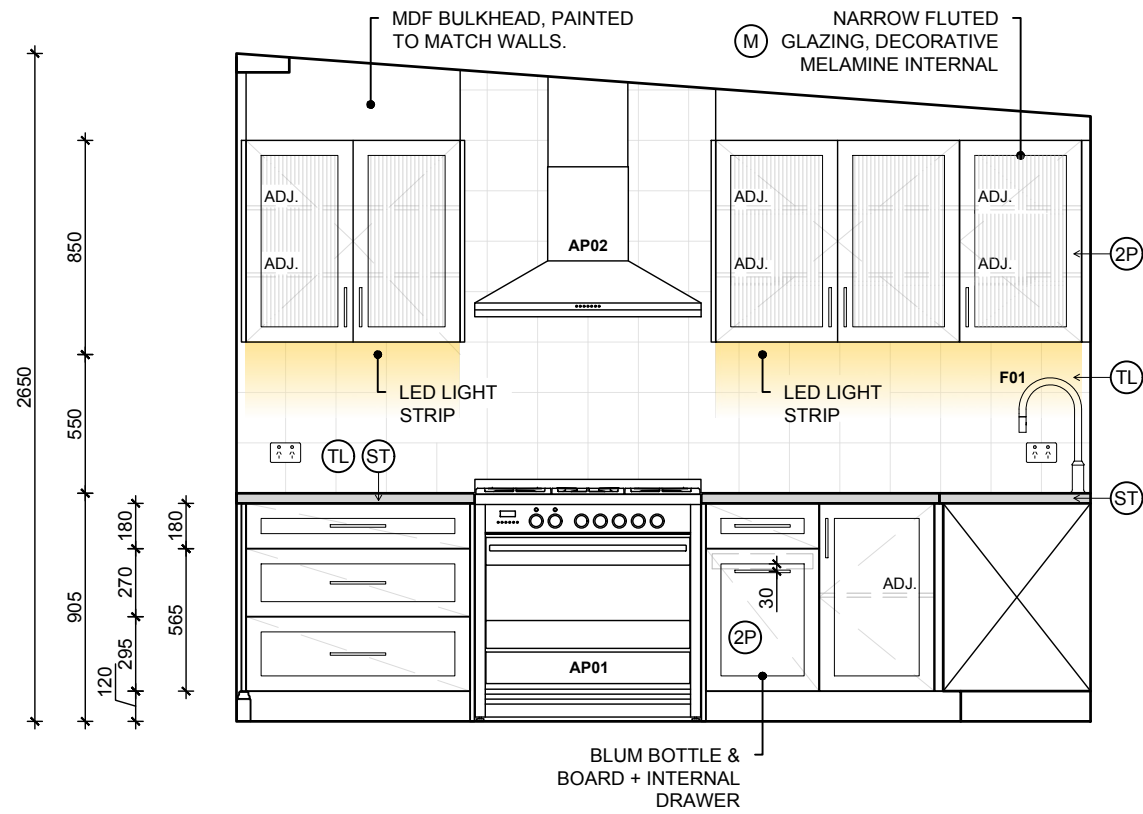 MDF BULKHEAD, PAINTED
TO MATCH WALLS.
M
NARROW FLUTED
GLAZING, DECORATIVE
MELAMINE INTERNAL
ADJ.
ADJ.
ADJ.
ADJ.
ADJ.
ADJ.
AP02
2P
2650
850
550
905
LED LIGHT
STRIP
LED LIGHT
STRIP
F01
TL
TL
ST
ST
180
180
270
565
295
120
30
ADJ.
2P
AP01
BLUM BOTTLE &
BOARD + INTERNAL
DRAWER